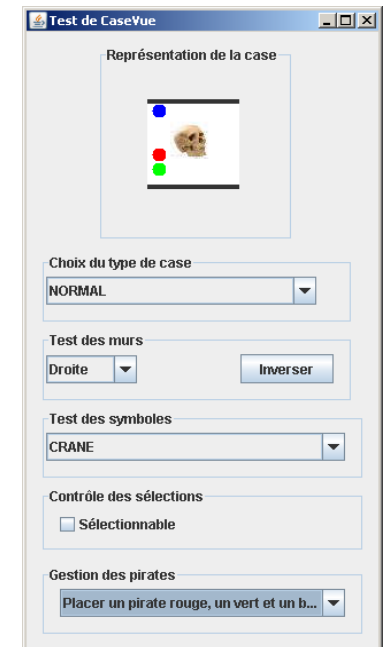 Test de CaseVue
Représentation de la case
Choix du type de case
NORMAL
Test des murs
Droite Inverser
Test des symboles
CRANE
Contrôle des sélections
Sélectionnable
Gestion des pirates
Placer un pirate rouge, un vert et un b...